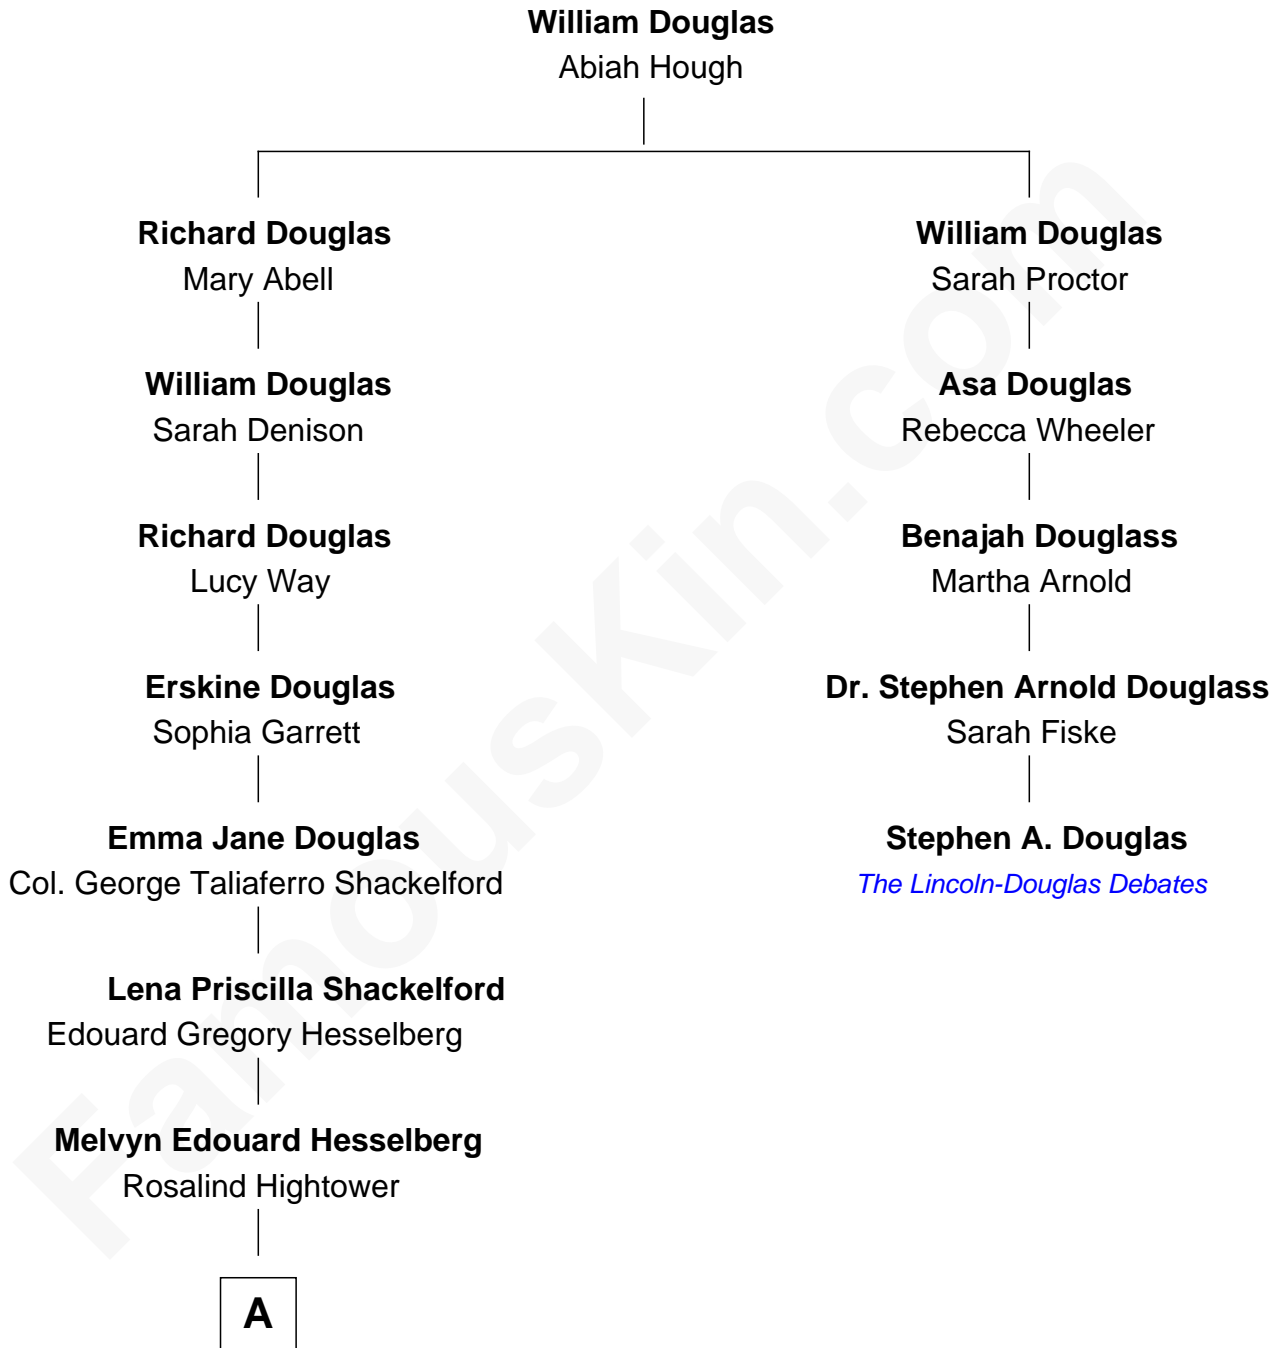 William Douglas
Abiah Hough
Richard Douglas
Mary Abell
William Douglas
Sarah Denison
Richard Douglas
Lucy Way
Erskine Douglas
Sophia Garrett
Emma Jane Douglas
Col. George Taliaferro Shackelford
Lena Priscilla Shackelford
Edouard Gregory Hesselberg
Melvyn Edouard Hesselberg
Rosalind Hightower
A
William Douglas
Sarah Proctor
Asa Douglas
Rebecca Wheeler
Benajah Douglass
Martha Arnold
Dr. Stephen Arnold Douglass
Sarah Fiske
Stephen A. Douglas
The Lincoln-Douglas Debates
FamousKin.com